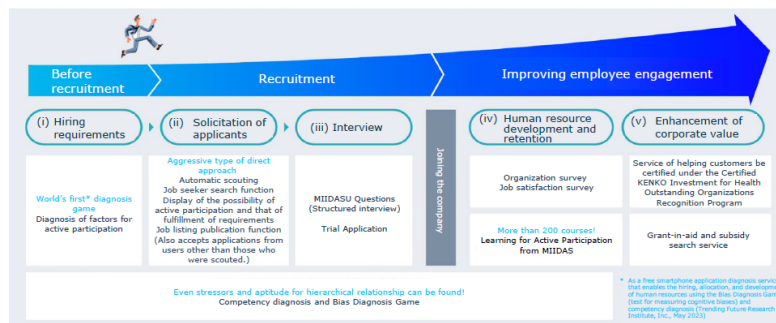 Before
recruitment
Recruitment
Improving employee engagement
(i) Hiring
requirements
(ii) Solicitation of
applicants
(iii) Interview
Joining the company
(iv) Human resource
development and
retention
(v) Enhancement of
corporate value
World's first* diagnosis
game
Diagnosis of factors for
active participation
Aggressive type of direct
approach
Automatic scouting
Job seeker search function
Display of the possibility of
active participation and that of
fulfillment of requirements
Job listing publication function
(Also accepts applications from
users other than those who
were scouted.)
MIIDASU Questions
(Structured interview)
Trial Application
Organization survey
Job satisfaction survey
More than 200 courses!
Learning for Active Participation
from MIIDAS
Service of helping customers be
certified under the Certified
KENKO Investment for Health
Outstanding Organizations
Recognition Program
Grant-in-aid and subsidy
search service
Even stressors and aptitude for hierarchical relationship can be found!
Competency diagnosis and Bias Diagnosis Game
* As a free smartphone application diagnosis servic
that enables the hiring, allocation, and developme
of human resources using the Bias Diagnosis Gam
(test for measuring cognitive biases) and
competency diagnosis (Trending Future Research
Institute, Inc., May 2023)